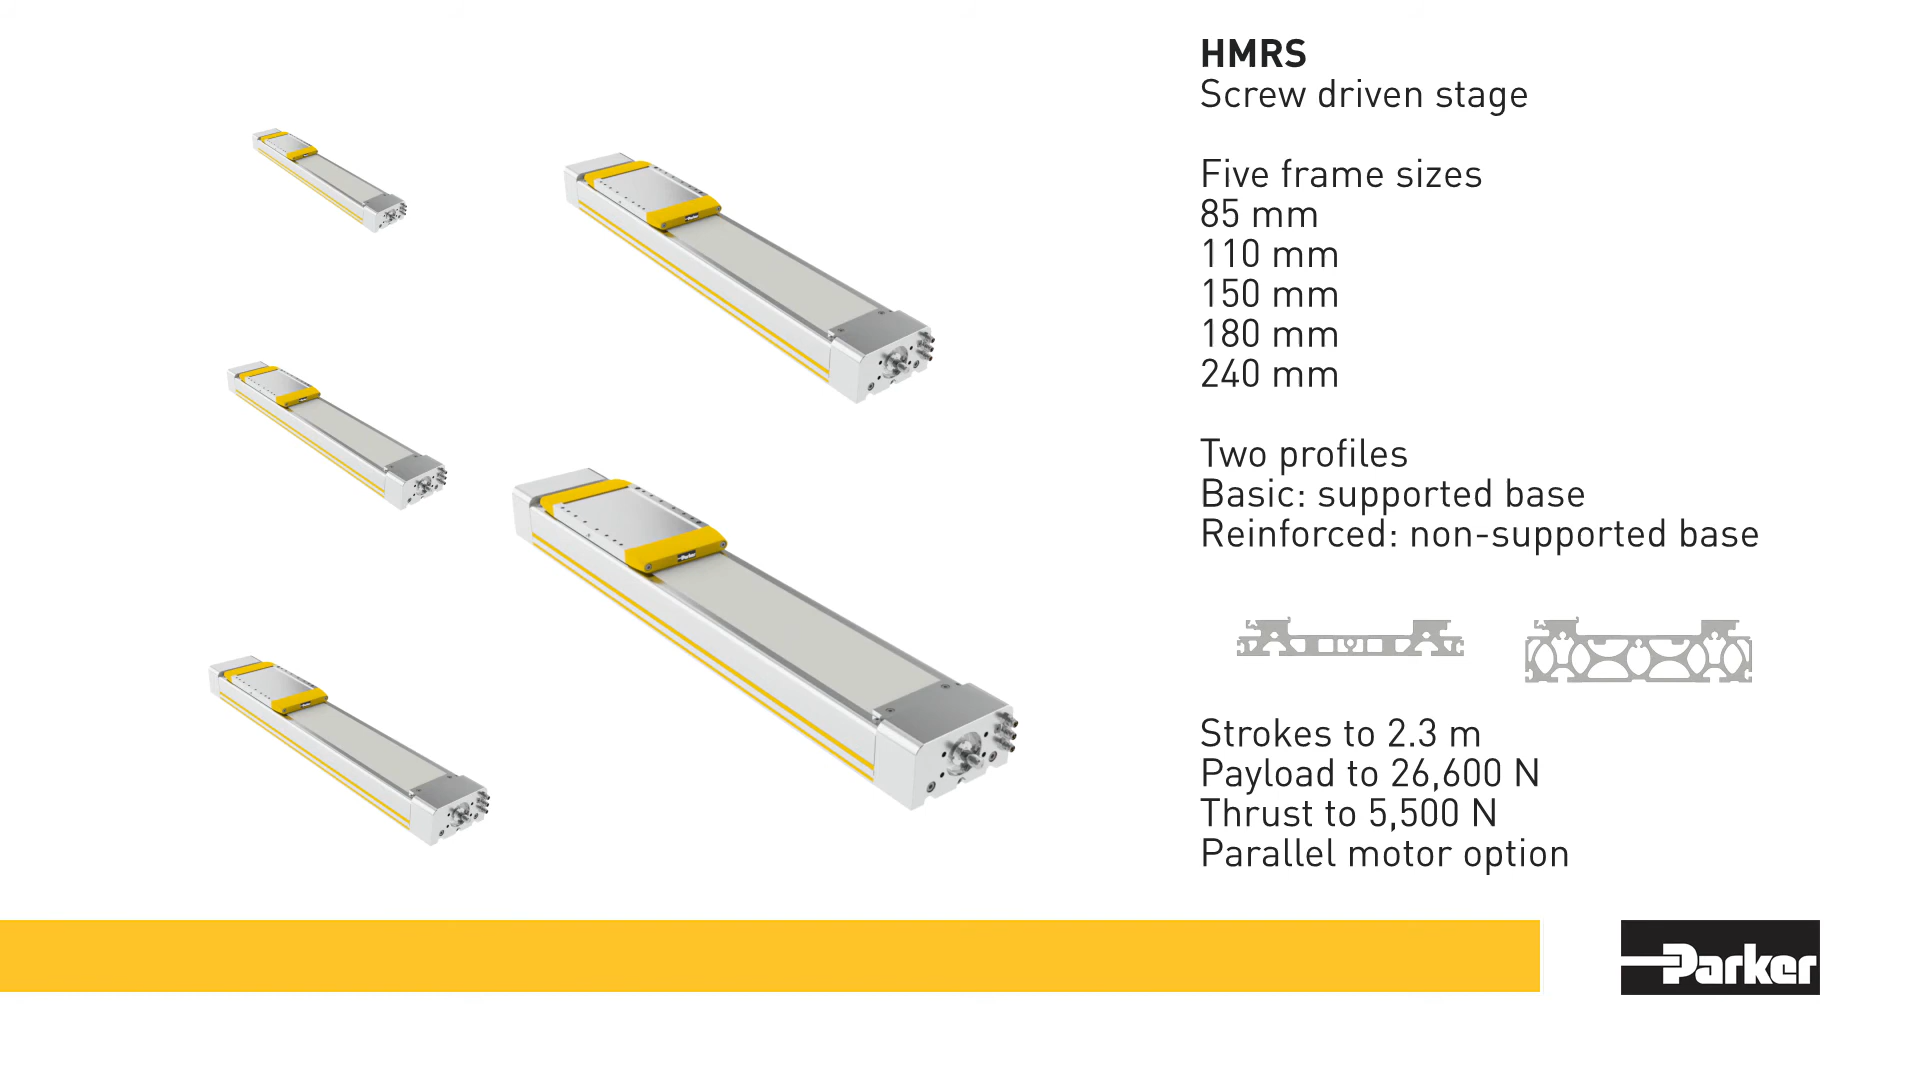 HMRS
Screw driven stage
Five frame sizes
85 mm
110 mm
150 mm
180 mm
240 mm
Two profiles
Basic: supported base
Reinforced: non-supported base
Strokes to 2.3 m
Payload to 26,600 N
Thrust to 5,500 N
Parallel motor option
Parker
Parker
Parker